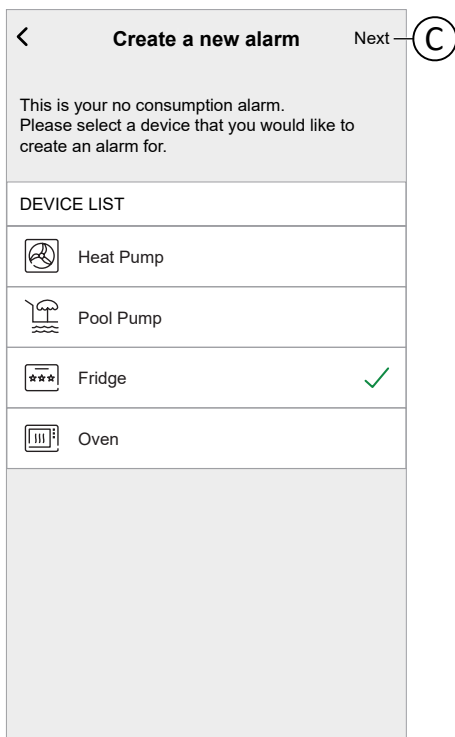 Create a new alarm
Next
C
This is your no consumption alarm.
Please select a device that you would like to
create an alarm for.
DEVICE LIST
Heat Pump
Pool Pump
Fridge
Oven